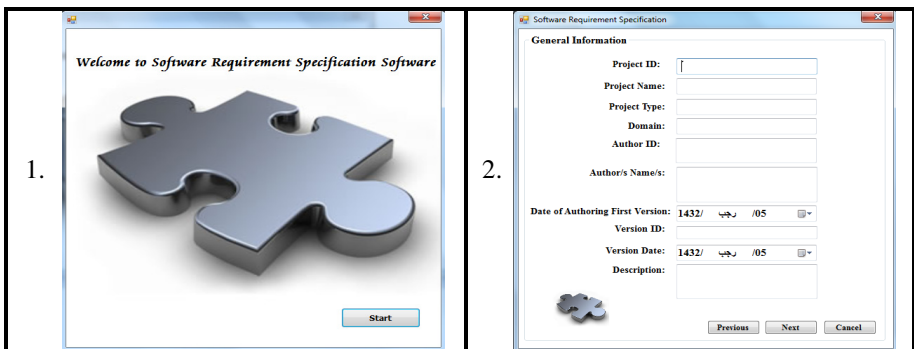 1.
Welcome to Software Requirement Specification Software
Start
2.
Software Requirement Specification
General Information
Project ID:
Project Name:
Project Type:
Domain:
Author ID:
Author/s Name/s:
Date of Authoring First Version: 1432/ رجب /05
Version ID:
Version Date: 1432/ رجب /05
Description:
Previous Next Cancel